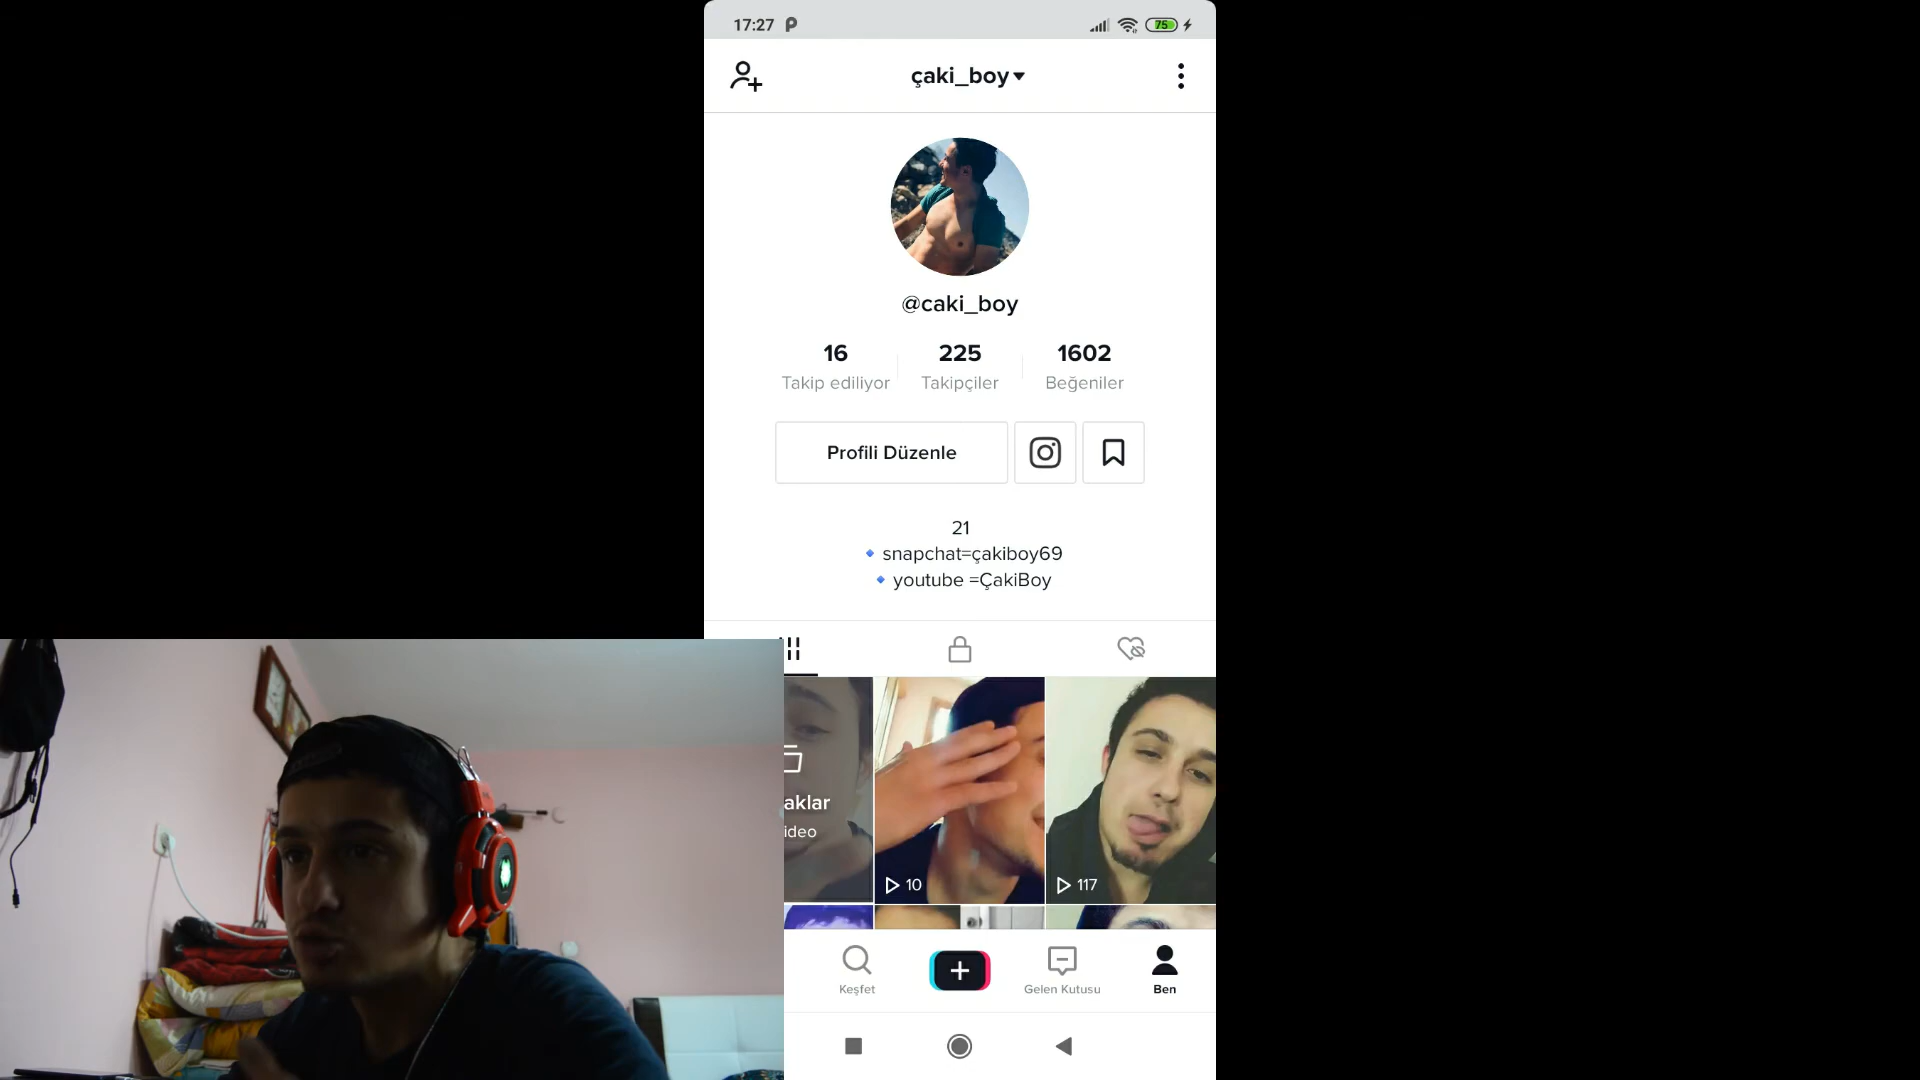 17:27
75
çaki_boy
@caki_boy
16
225
1602
Takip ediliyor
Takipçiler
Beğeniler
Profili Düzenle
21
snapchat=çakiboy69
youtube =ÇakiBoy
aklar
ideo
10
117
Keşfet
Gelen Kutusu
Ben